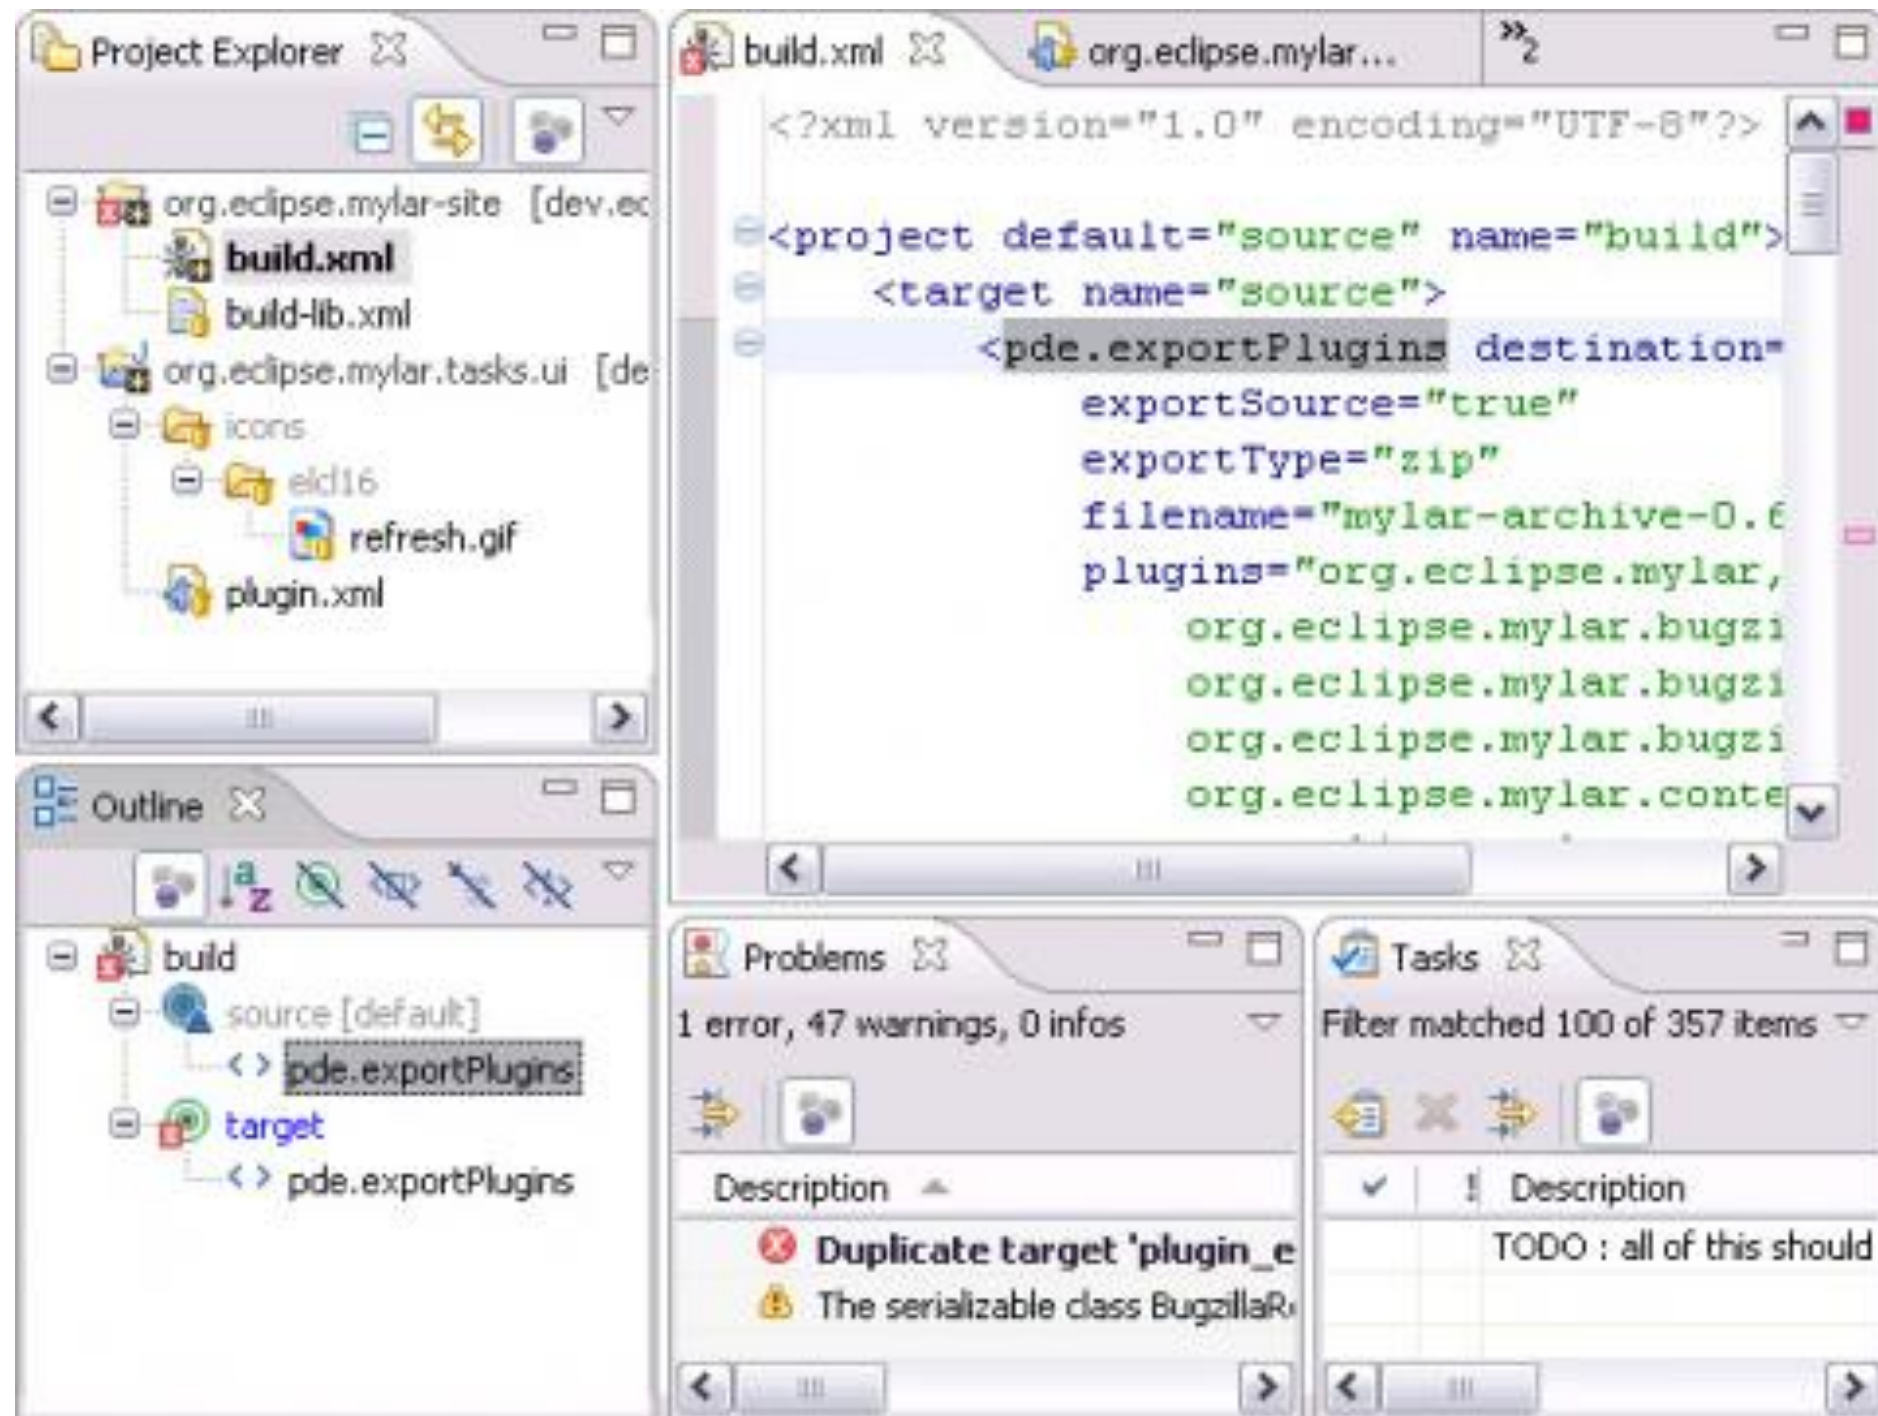 Project Explorer
org.eclipse.mylar-site [dev.ec
build.xml
build-lib.xml
org.eclipse.mylar.tasks.ui [de
icons
elcl16
refresh.gif
plugin.xml
Outline
build
source [default]
pde.exportPlugins
target
pde.exportPlugins
build.xml org.eclipse.mylar... »2
<?xml version="1.0" encoding="UTF-8"?>
<project default="source" name="build">
<target name="source">
<pde.exportPlugins destination=
exportSource="true"
exportType="zip"
filename="mylar-archive-0.6
plugins="org.eclipse.mylar,
org.eclipse.mylar.bugzi
org.eclipse.mylar.bugzi
org.eclipse.mylar.bugzi
org.eclipse.mylar.conte
Problems
1 error, 47 warnings, 0 infos
Description
Duplicate target 'plugin_e
The serializable class BugzillaR
Tasks
Filter matched 100 of 357 items
! Description
TODO : all of this should